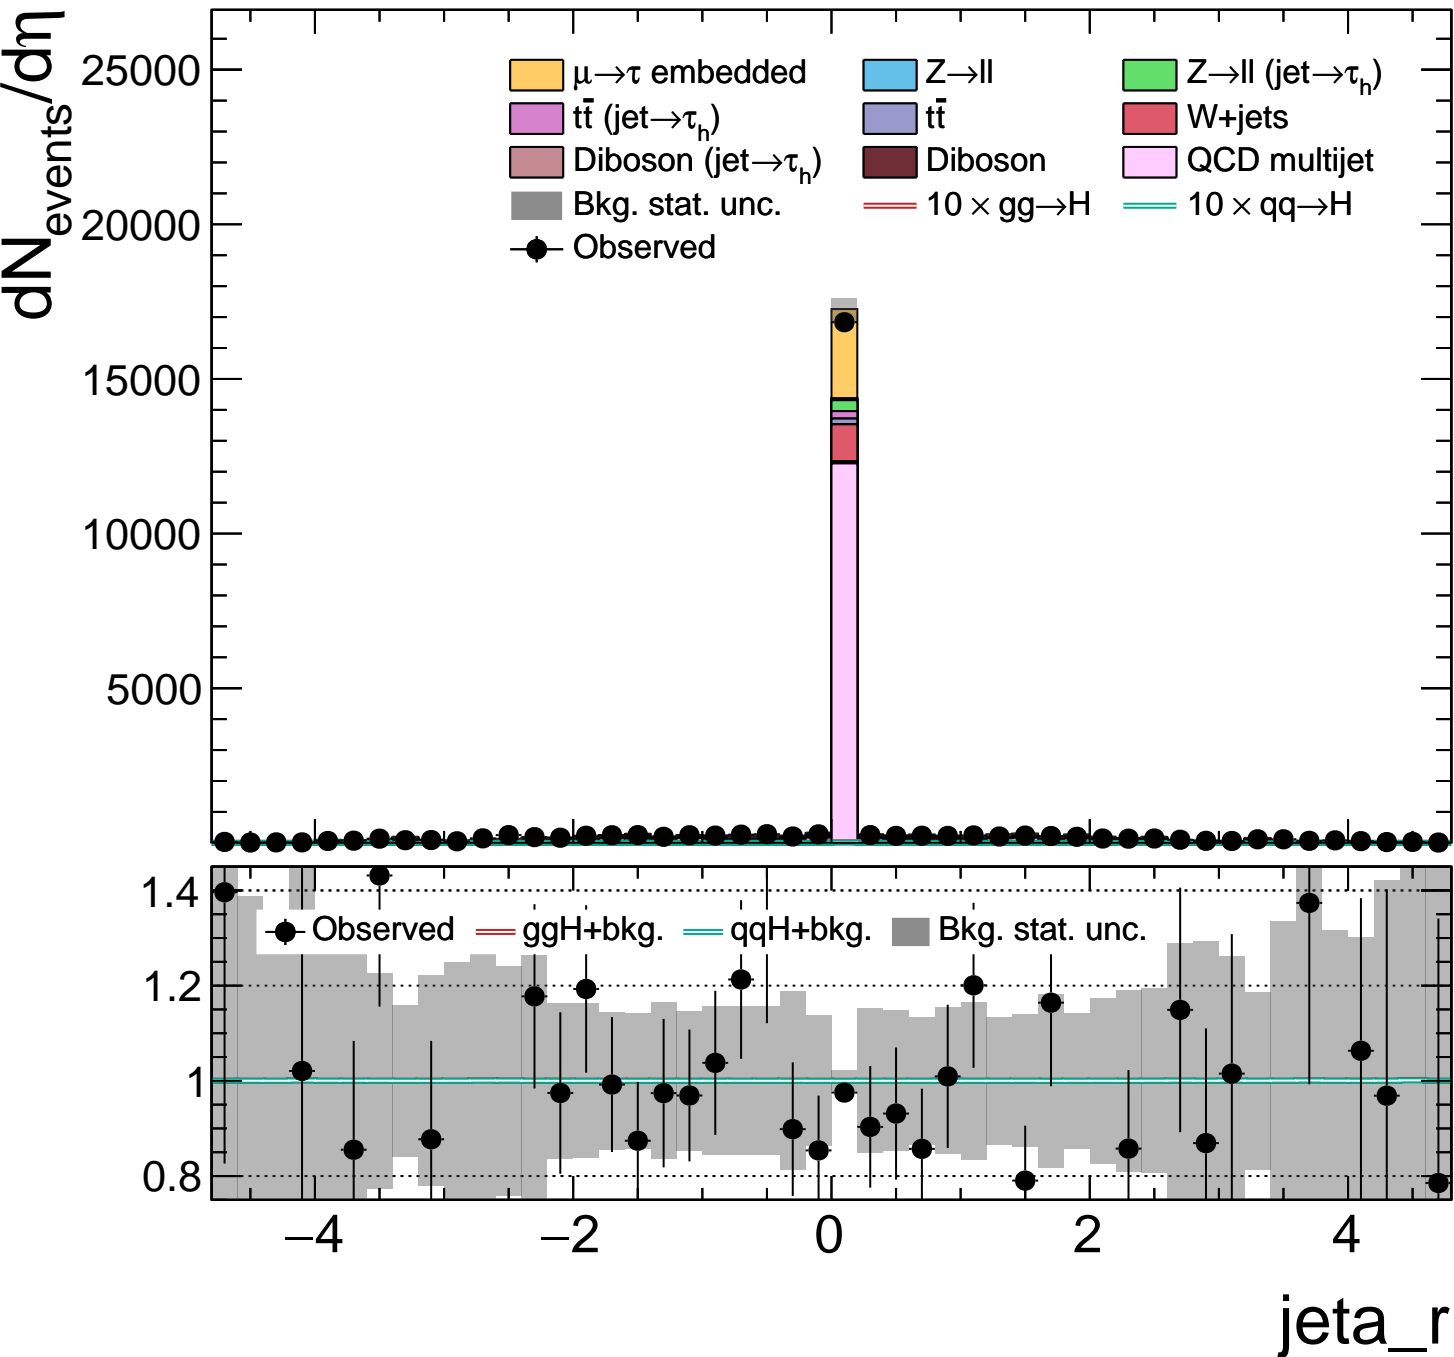 dN_events/dη
25000
20000
15000
10000
5000
μ→τ embedded Z→ll Z→ll (jet→τ_h)
tt̄ (jet→τ_h) tt̄ W+jets
Diboson (jet→τ_h) Diboson QCD multijet
Bkg. stat. unc. 10 × gg→H 10 × qq→H
Observed
1.4
1.2
1
0.8
Observed ggH+bkg. qqH+bkg. Bkg. stat. unc.
−4 −2 0 2 4
jeta_r